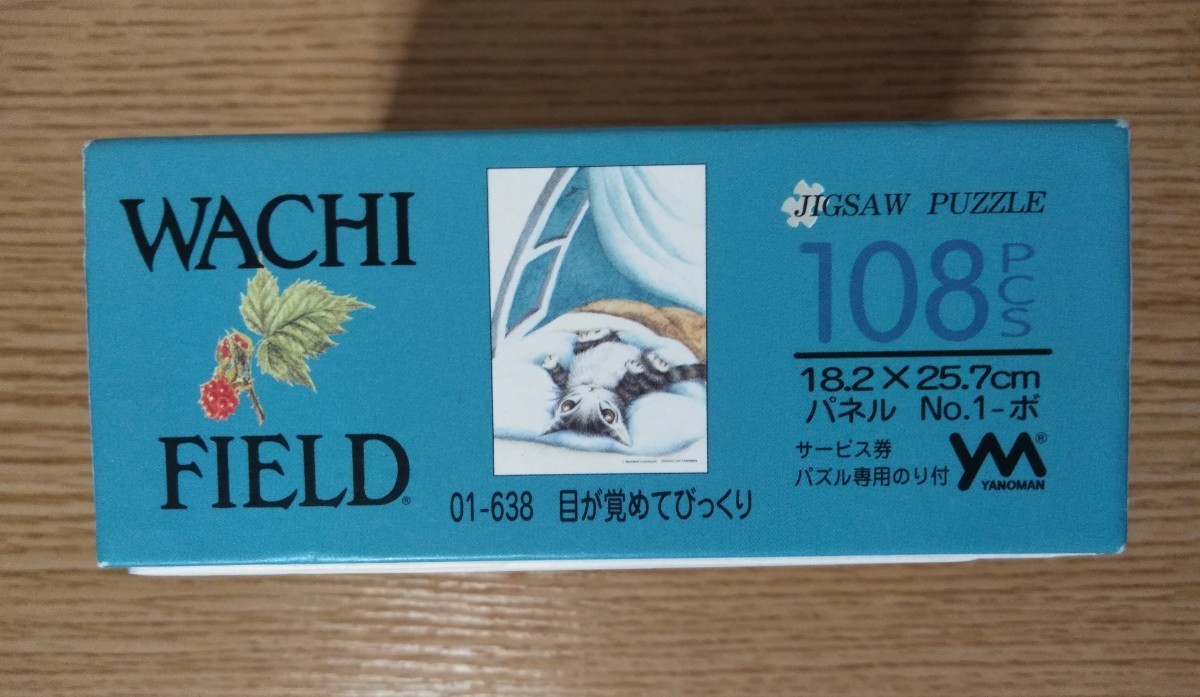 WACHI
FIELD®
01-638 目が覚めてびっくり
JIGSAW PUZZLE
108PCS
18.2×25.7cm
パネル No.1-ボ
サービス券
パズル専用のり付
YM®
YANOMAN